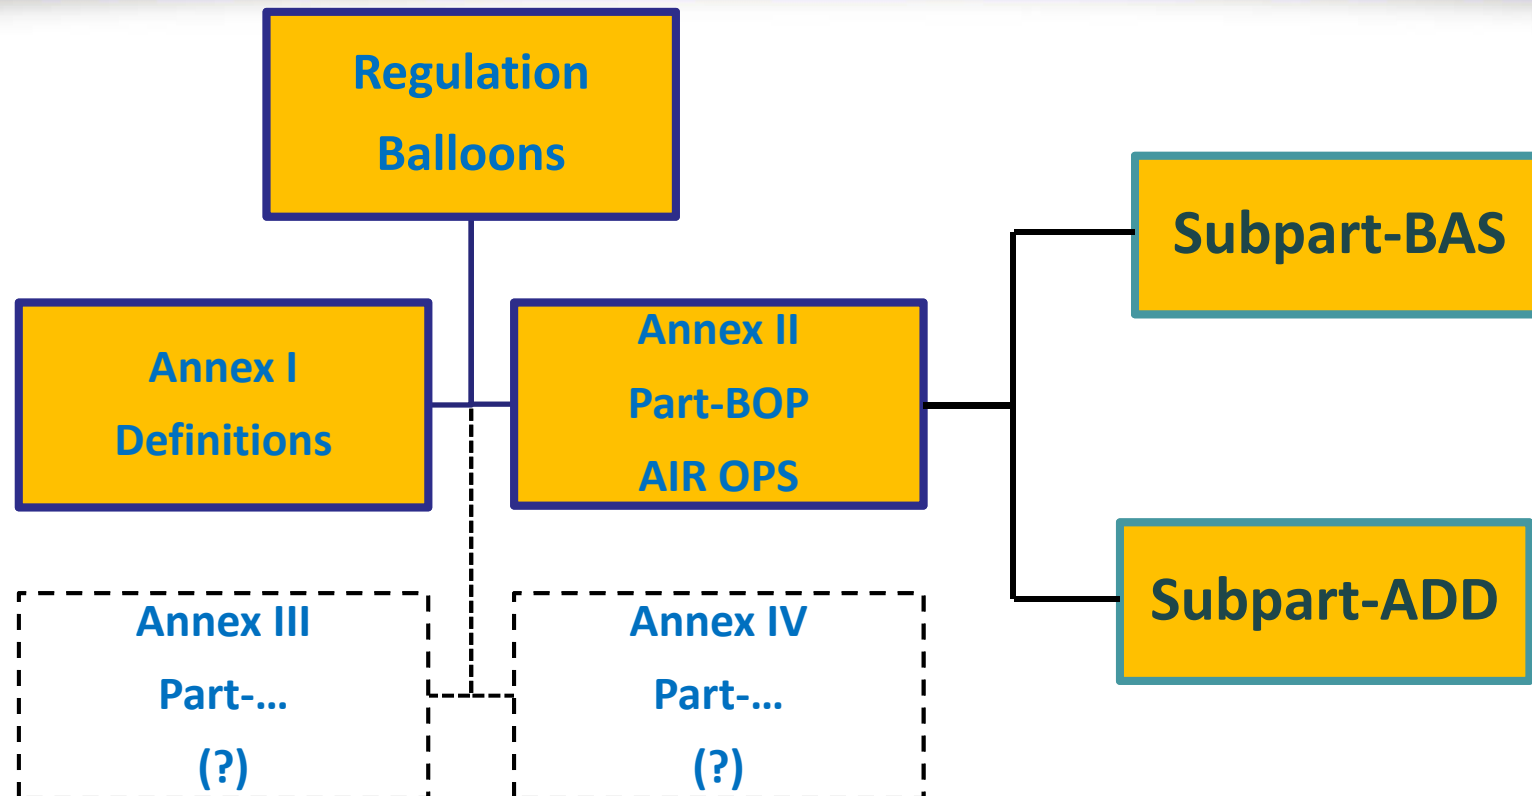 Regulation
Balloons
Annex I
Definitions
Annex II
Part-BOP
AIR OPS
Subpart-BAS
Subpart-ADD
Annex III
Part-...
(?)
Annex IV
Part-...
(?)